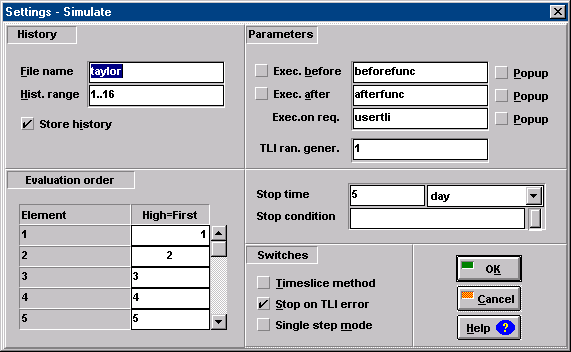 Settings - Simulate
History
File name taylor
Hist. range 1..16
Store history
Parameters
Exec. before beforefunc Popup
Exec. after afterfunc Popup
Exec.on req. usertli Popup
TLI ran. gener. 1
Evaluation order
Element High=First
1 1
2 2
3 3
4 4
5 5
Stop time 5 day
Stop condition
Switches
Timeslice method
Stop on TLI error
Single step mode
OK
Cancel
Help ?